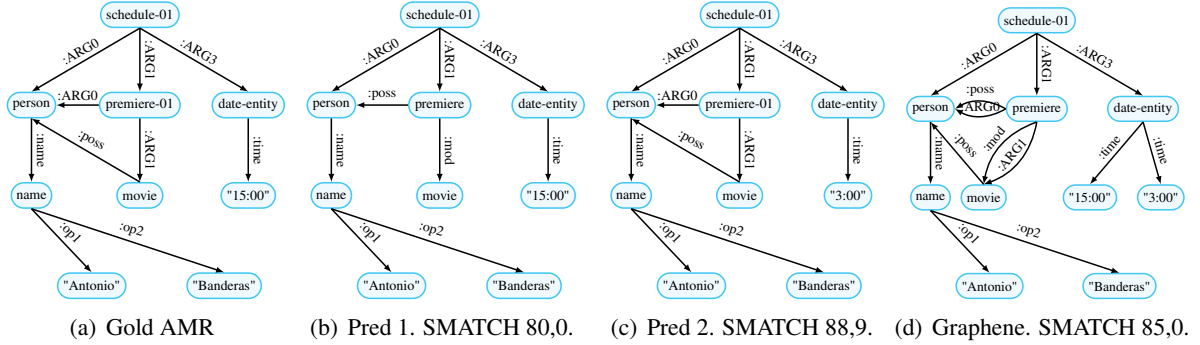 schedule-01
:ARG0
:ARG1
:ARG3
person
:ARG0
premiere-01
date-entity
:name
:poss
:ARG1
:time
name
movie
"15:00"
:op1
:op2
"Antonio"
"Banderas"
(a) Gold AMR
schedule-01
:ARG0
:ARG1
:ARG3
person
:poss
premiere
date-entity
:name
:mod
:time
name
movie
"15:00"
:op1
:op2
"Antonio"
"Banderas"
(b) Pred 1. SMATCH 80,0.
schedule-01
:ARG0
:ARG1
:ARG3
person
:ARG0
premiere-01
date-entity
:name
:poss
:ARG1
:time
name
movie
"3:00"
:op1
:op2
"Antonio"
"Banderas"
(c) Pred 2. SMATCH 88,9.
schedule-01
:ARG0
:ARG1
:ARG3
:poss
person
:ARG0
premiere
date-entity
:name
:poss
:mod
:ARG1
:time
:time
name
movie
"15:00"
"3:00"
:op1
:op2
"Antonio"
"Banderas"
(d) Graphene. SMATCH 85,0.